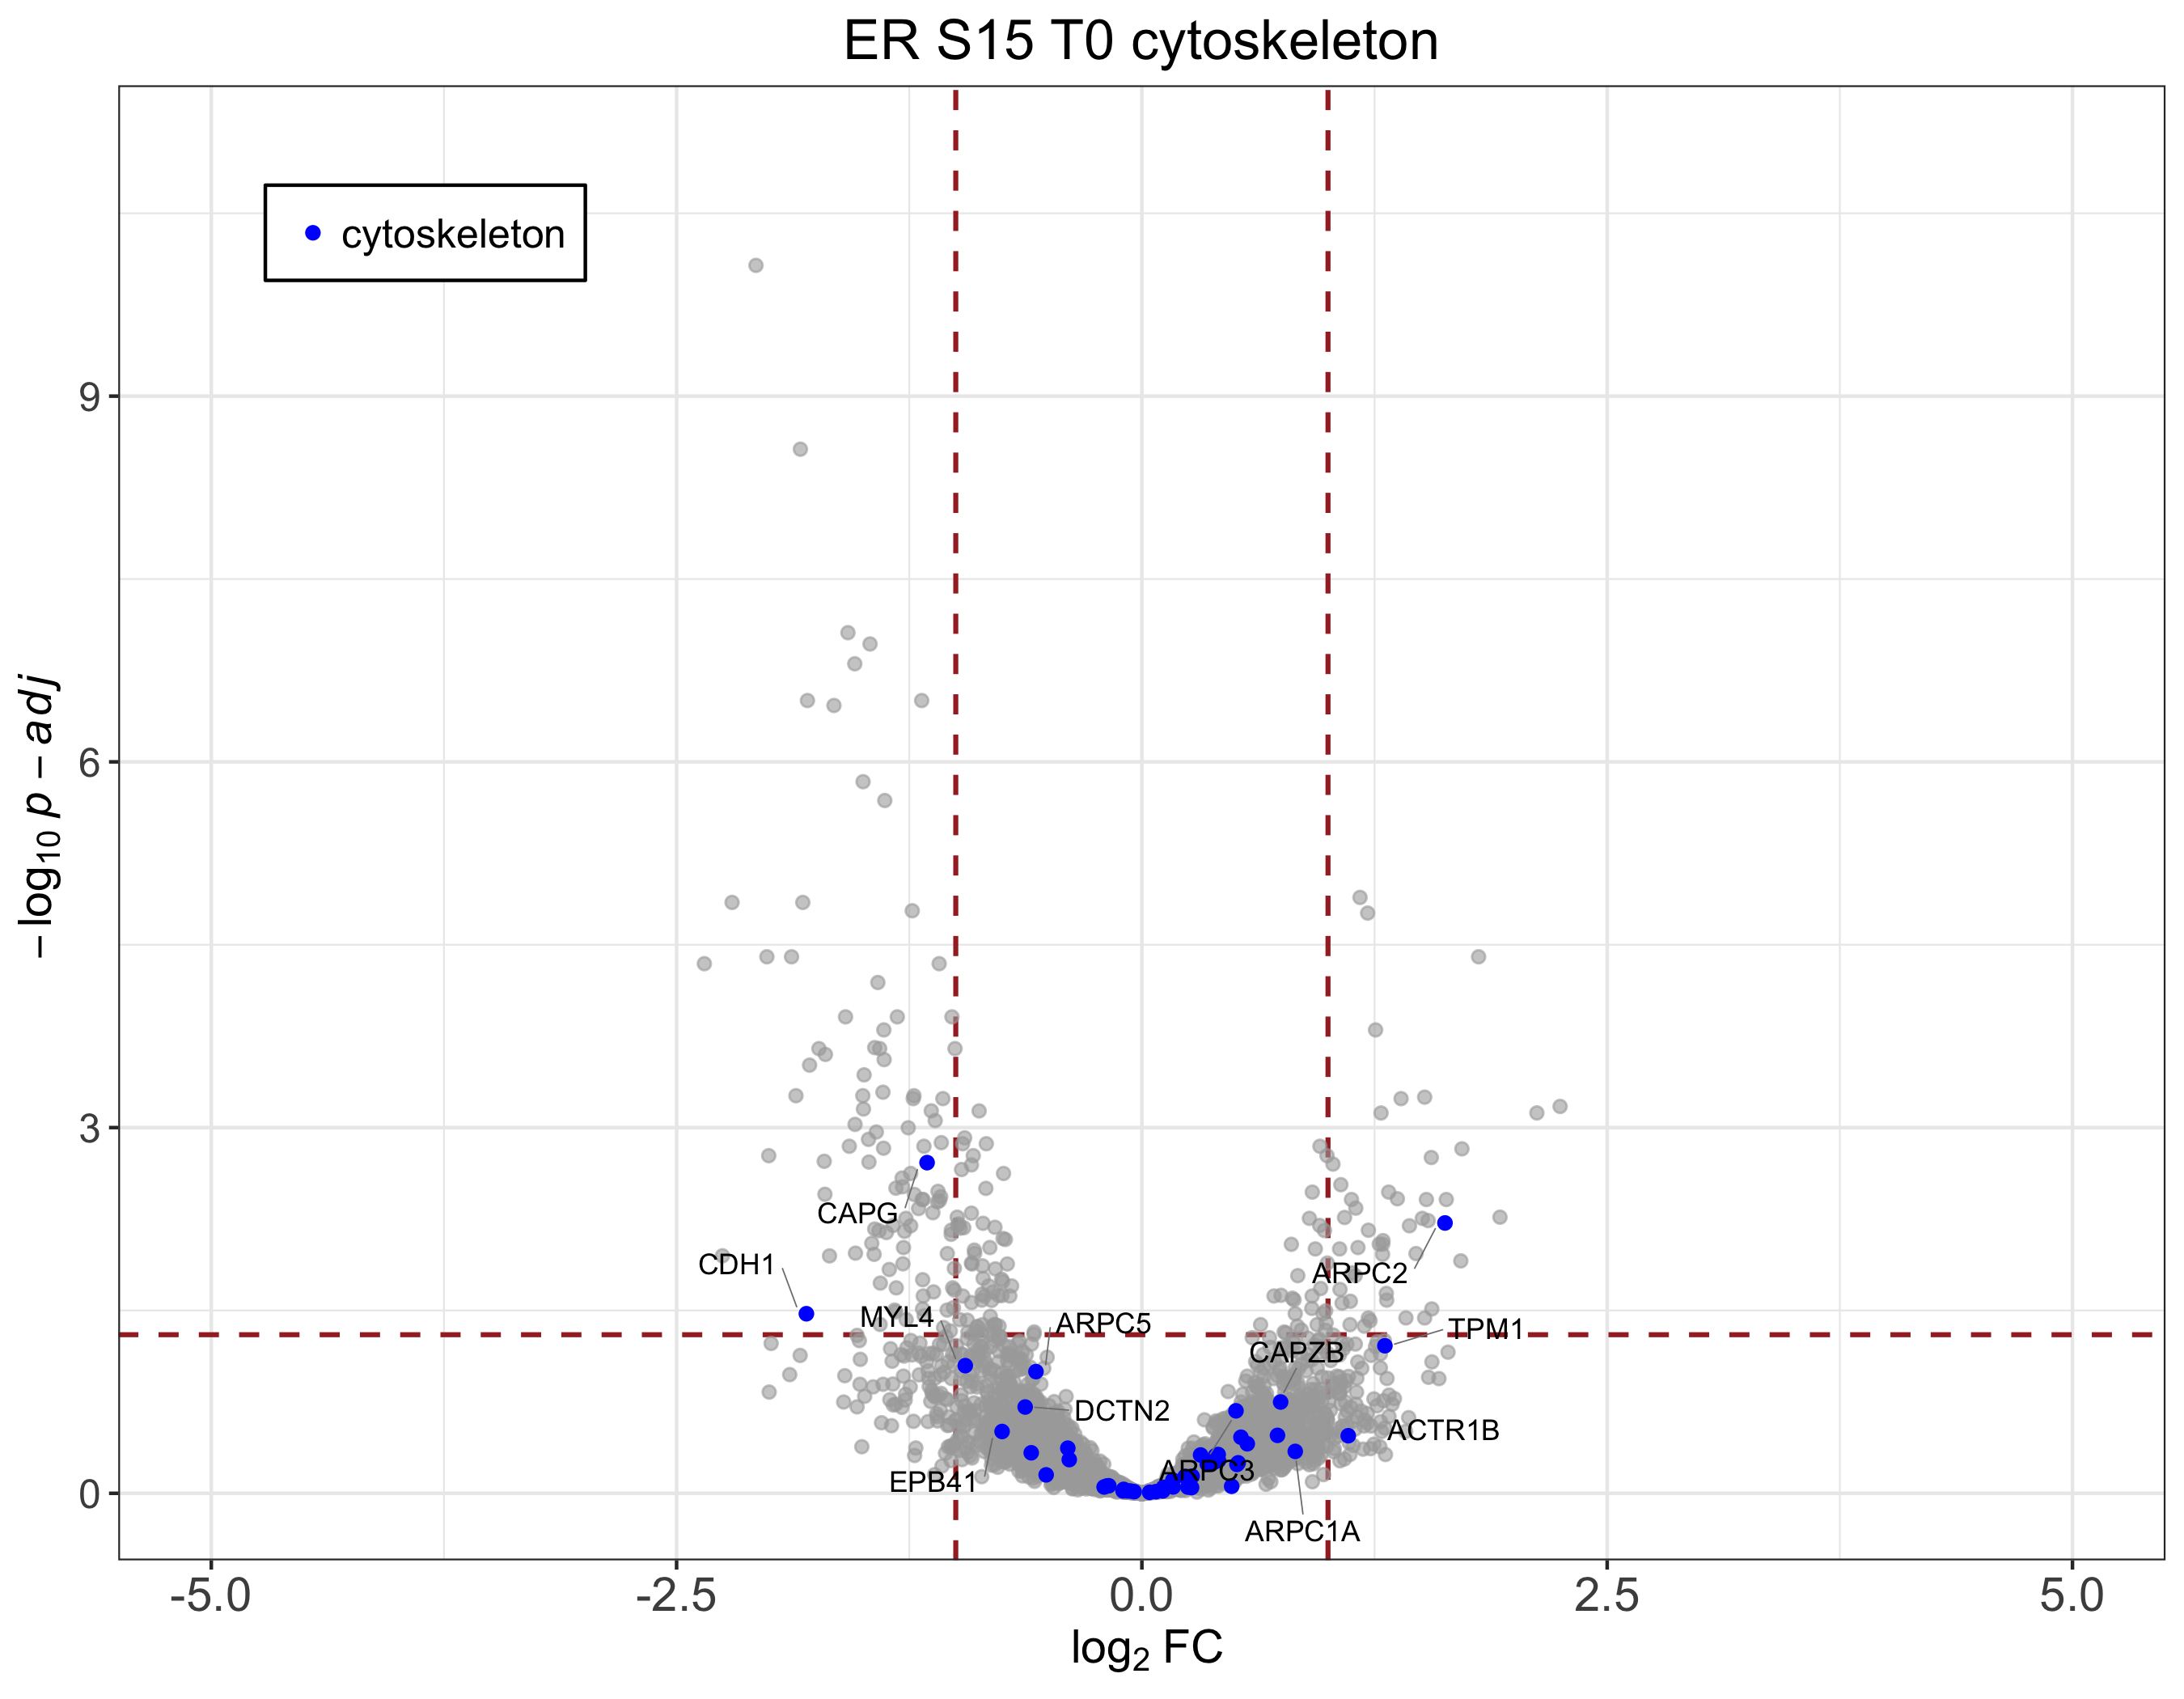 ER S15 T0 cytoskeleton
cytoskeleton
−log10 p − adj
9
6
3
0
CAPG
CDH1
MYL4
ARPC5
ARPC2
TPM1
CAPZB
DCTN2
ACTR1B
EPB41
ARPC3
ARPC1A
-5.0
-2.5
0.0
2.5
5.0
log2 FC